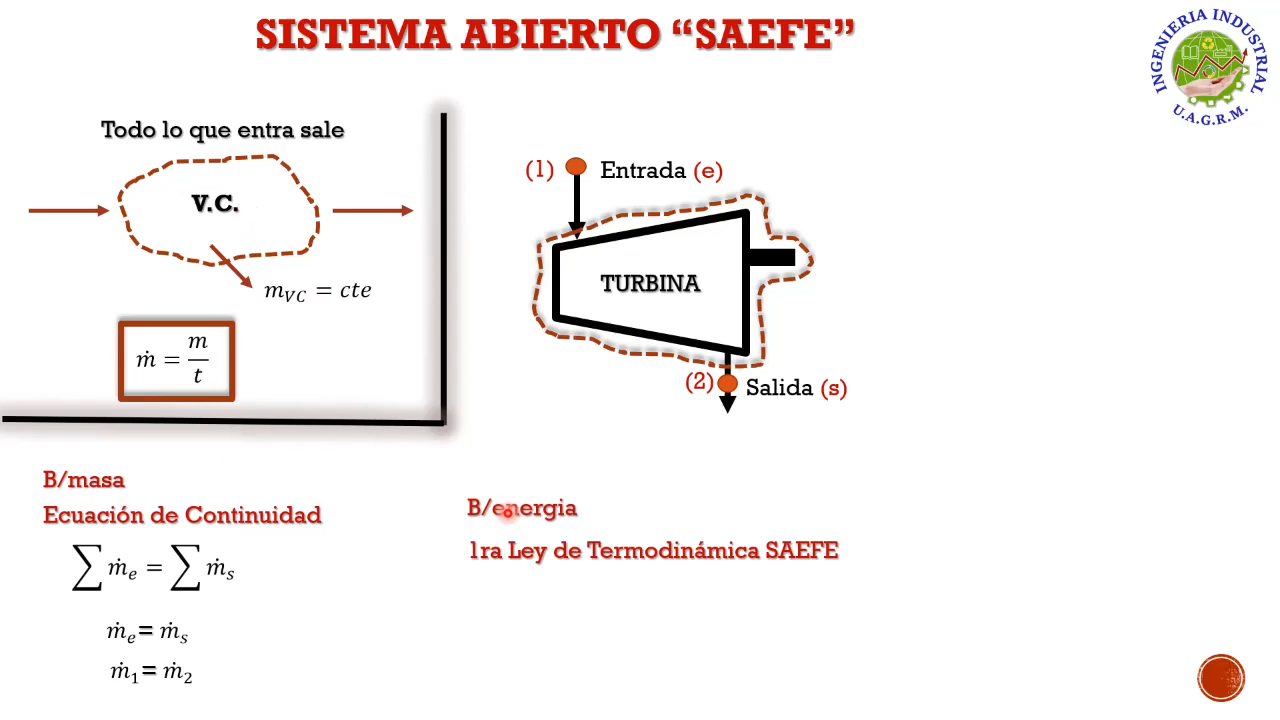 SISTEMA ABIERTO “SAEFE”
INGENIERIA INDUSTRIAL
U.A.G.R.M.
Todo lo que entra sale
V.C.
m_VC = cte
ṁ = m/t
(1) Entrada (e)
TURBINA
(2) Salida (s)
B/masa
Ecuación de Continuidad
∑ ṁ_e = ∑ ṁ_s
ṁ_e = ṁ_s
ṁ_1 = ṁ_2
B/energia
1ra Ley de Termodinámica SAEFE